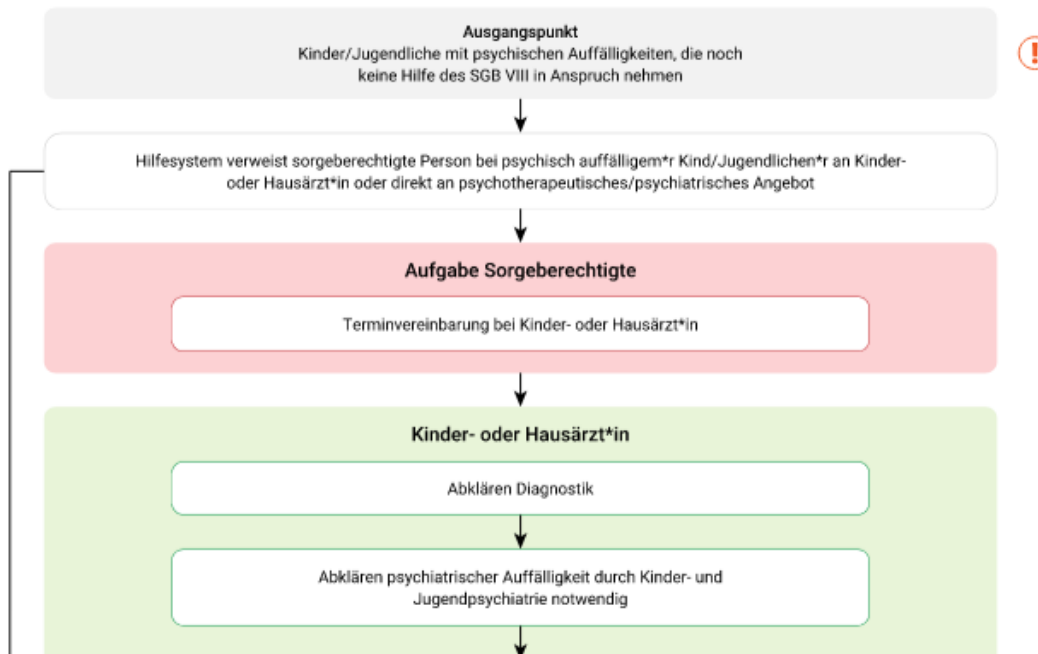 Ausgangspunkt
Kinder/Jugendliche mit psychischen Auffälligkeiten, die noch
keine Hilfe des SGB VIII in Anspruch nehmen
!
Hilfesystem verweist sorgeberechtigte Person bei psychisch auffälligem*r Kind/Jugendlichen*r an Kinder-
oder Hausärzt*in oder direkt an psychotherapeutisches/psychiatrisches Angebot
Aufgabe Sorgeberechtigte
Terminvereinbarung bei Kinder- oder Hausärzt*in
Kinder- oder Hausärzt*in
Abklären Diagnostik
Abklären psychiatrischer Auffälligkeit durch Kinder- und
Jugendpsychiatrie notwendig